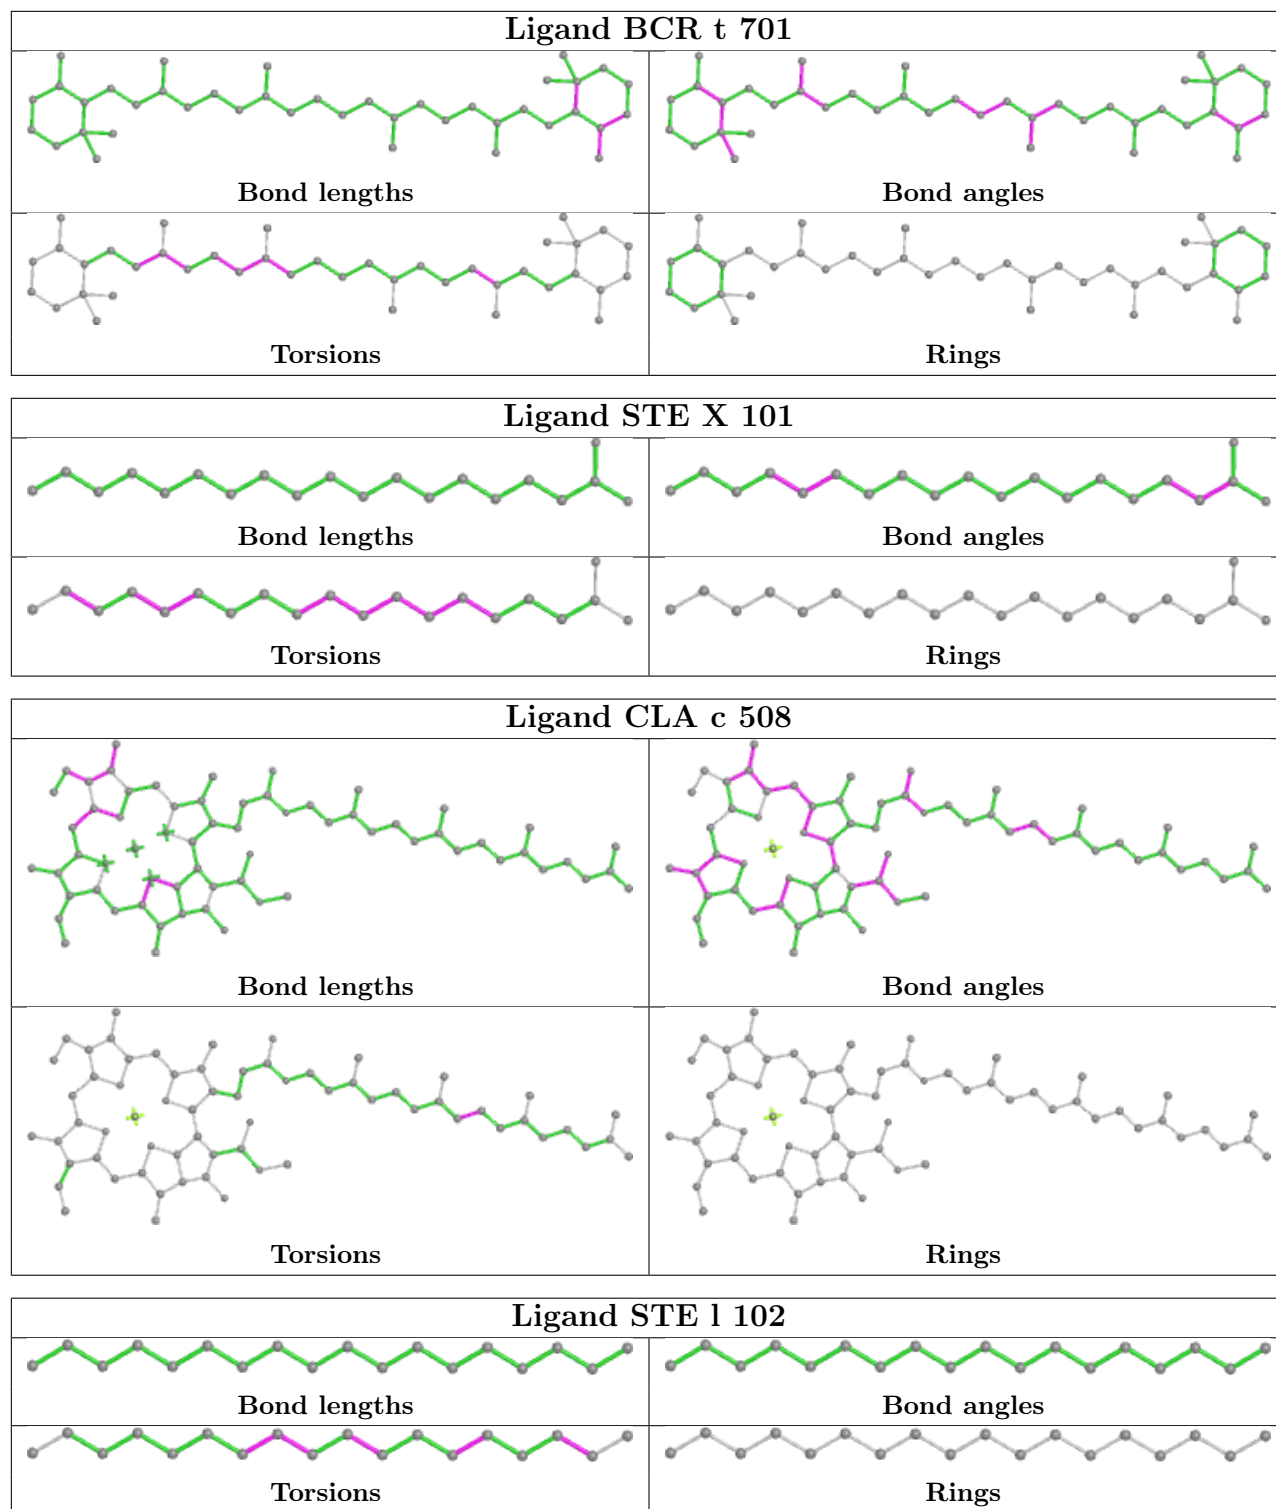 Ligand BCR t 701
Bond lengths
Bond angles
Torsions
Rings
Ligand STE X 101
Bond lengths
Bond angles
Torsions
Rings
Ligand CLA c 508
Bond lengths
Bond angles
Torsions
Rings
Ligand STE l 102
Bond lengths
Bond angles
Torsions
Rings